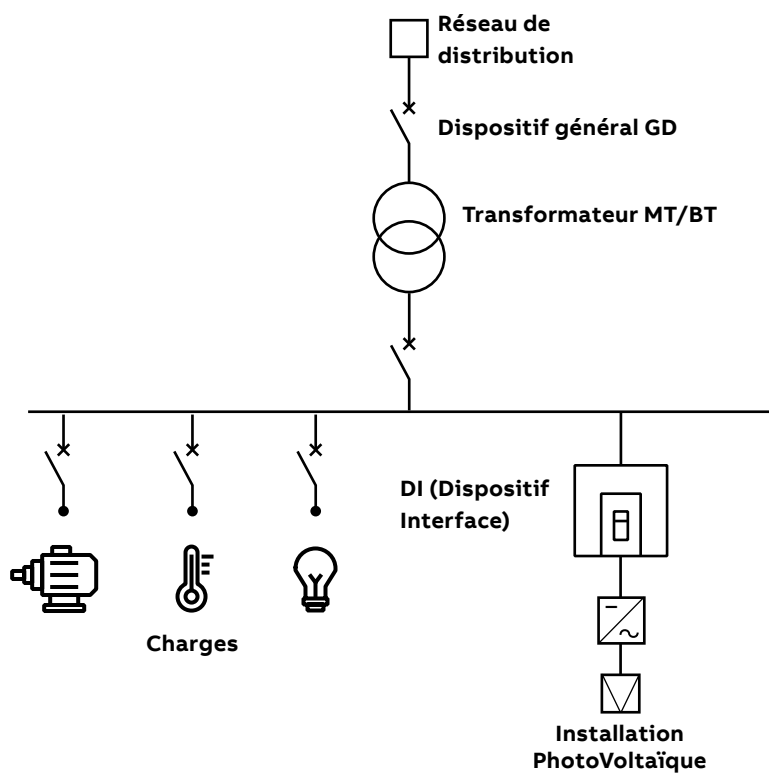 Réseau de
distribution
Dispositif général GD
Transformateur MT/BT
DI (Dispositif
Interface)
Charges
Installation
PhotoVoltaïque